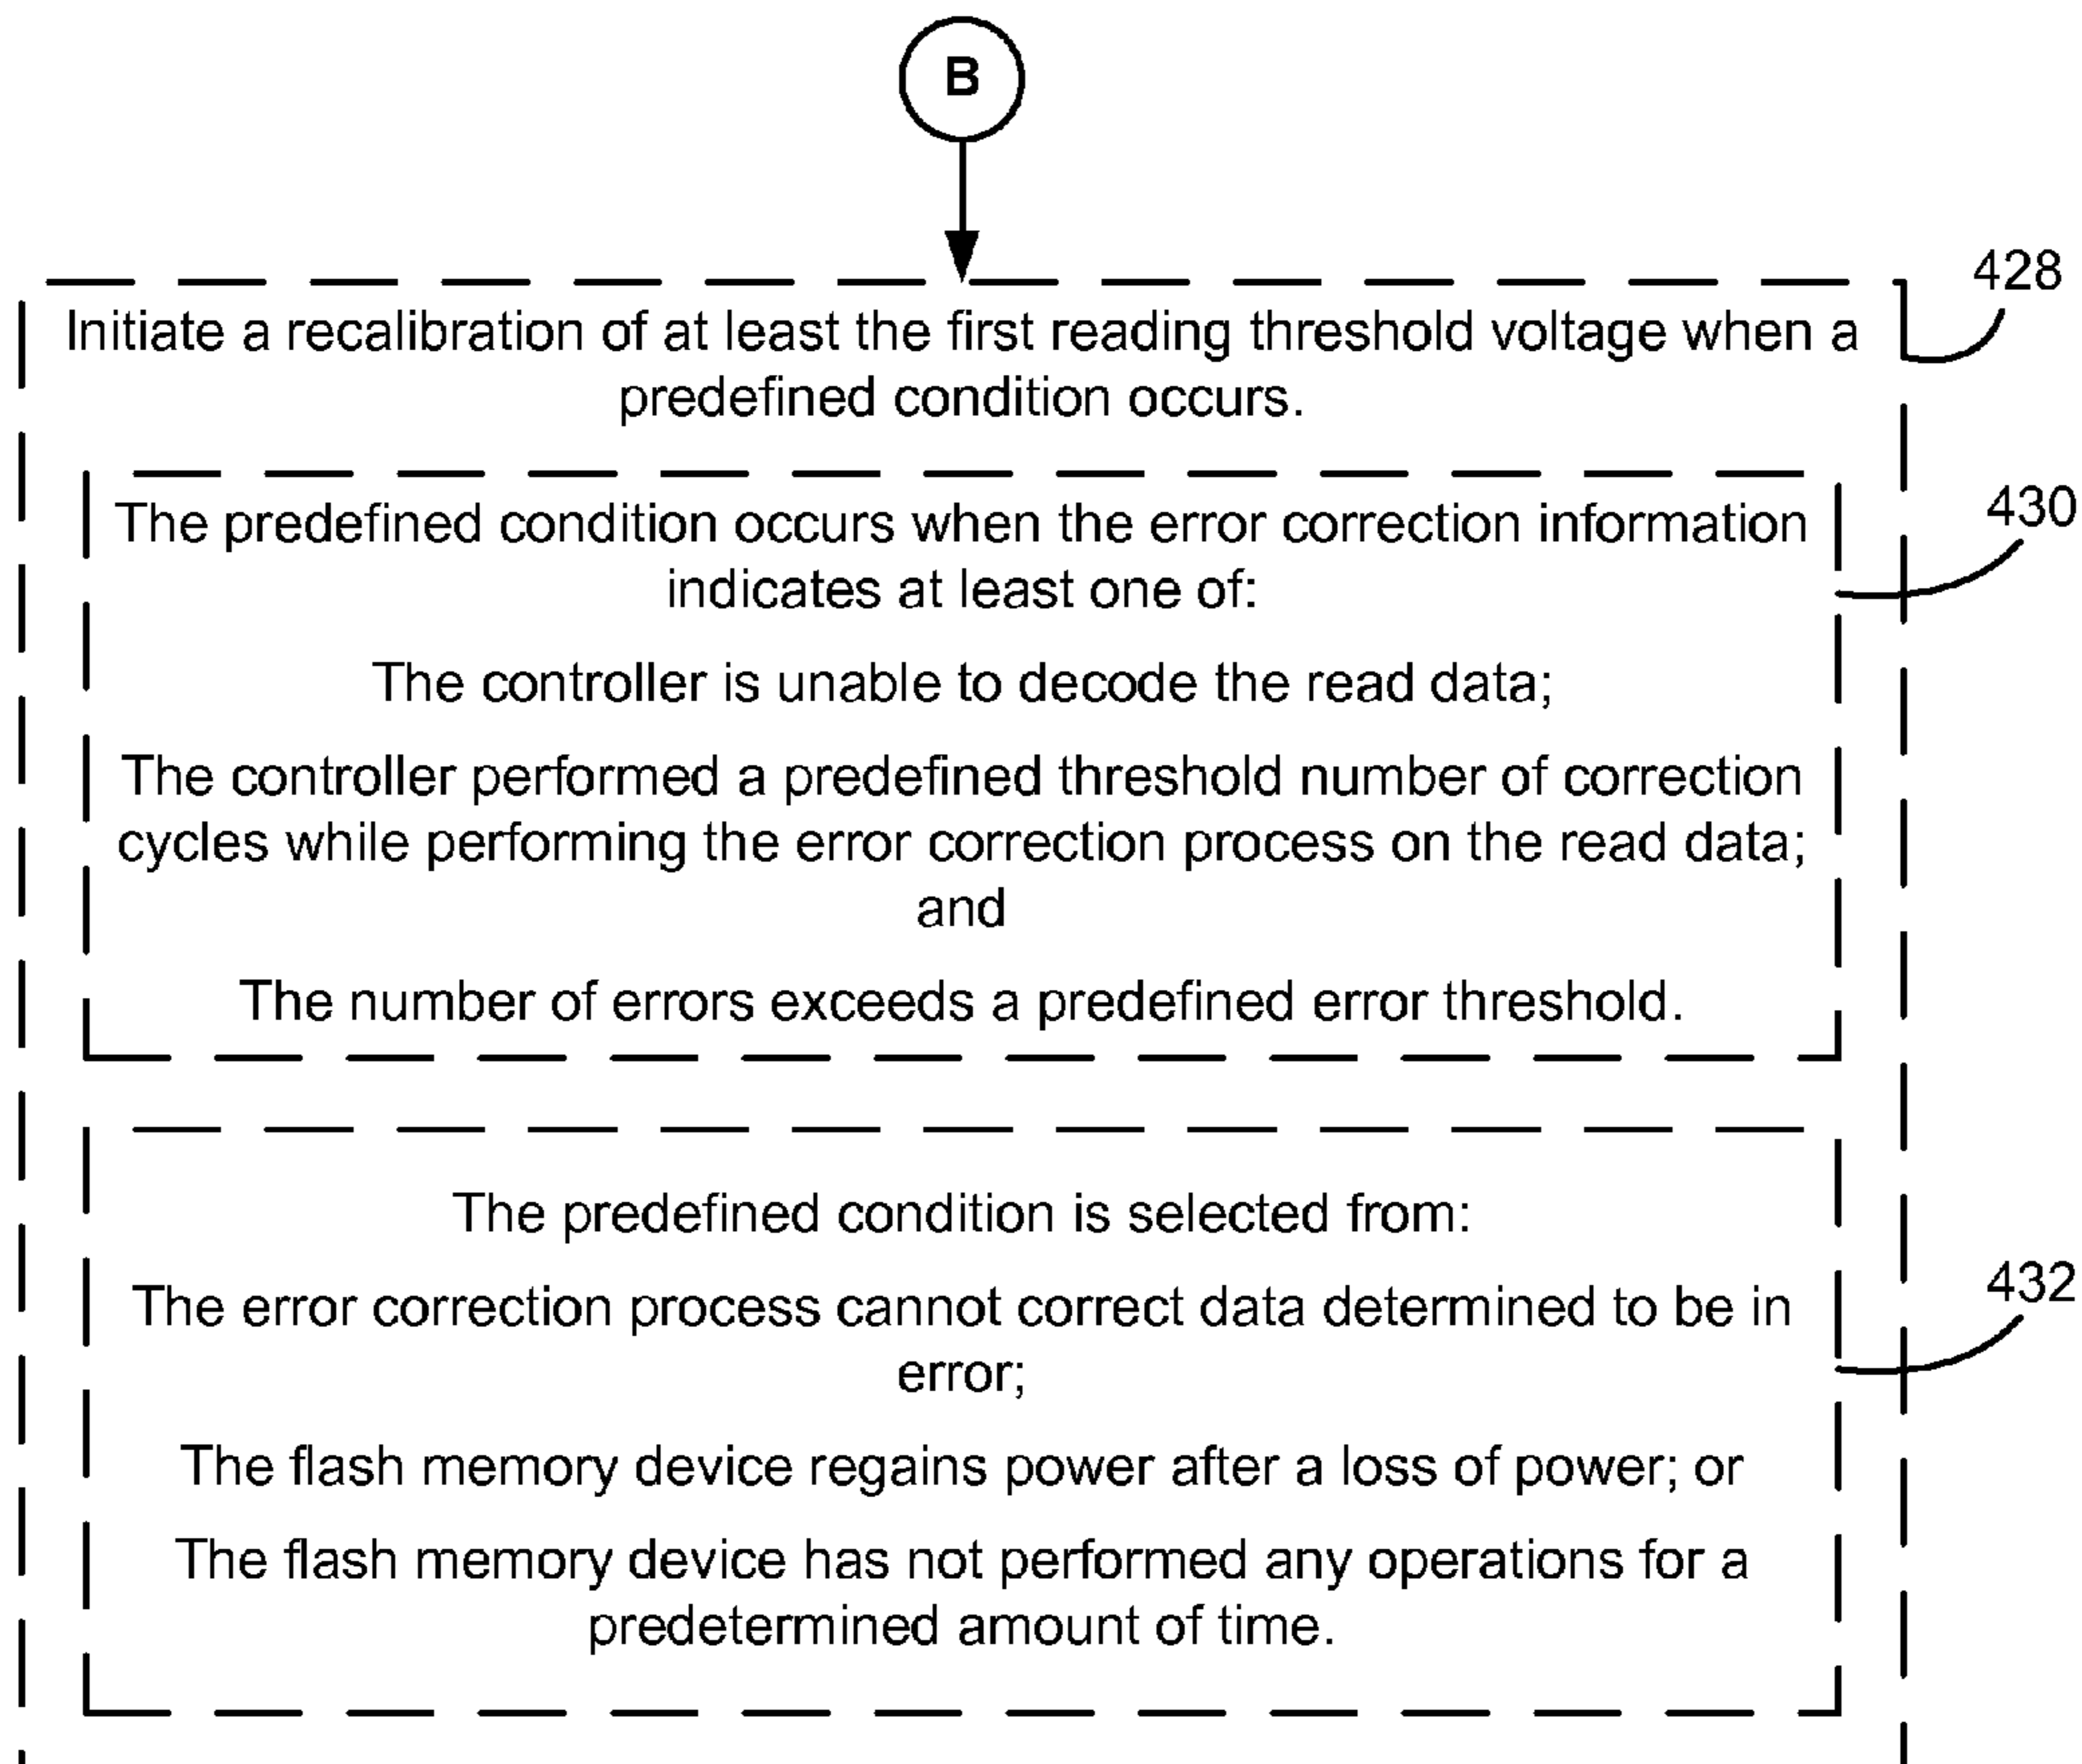 B
428
Initiate a recalibration of at least the first reading threshold voltage when a
predefined condition occurs.
430
The predefined condition occurs when the error correction information
indicates at least one of:
The controller is unable to decode the read data;
The controller performed a predefined threshold number of correction
cycles while performing the error correction process on the read data;
and
The number of errors exceeds a predefined error threshold.
The predefined condition is selected from:
432
The error correction process cannot correct data determined to be in
error;
The flash memory device regains power after a loss of power; or
The flash memory device has not performed any operations for a
predetermined amount of time.